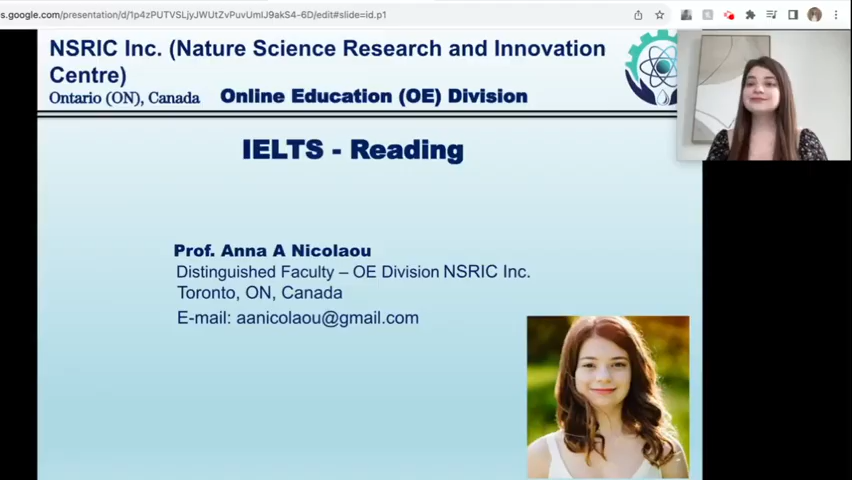 s.google.com/presentation/d/1p4zPUTVSLjyJWUtZvPuvUmIJ9akS4-6D/edit#slide=id.p1
NSRIC Inc. (Nature Science Research and Innovation
Centre)
Ontario (ON), Canada Online Education (OE) Division
IELTS - Reading
Prof. Anna A Nicolaou
Distinguished Faculty – OE Division NSRIC Inc.
Toronto, ON, Canada
E-mail: aanicolaou@gmail.com